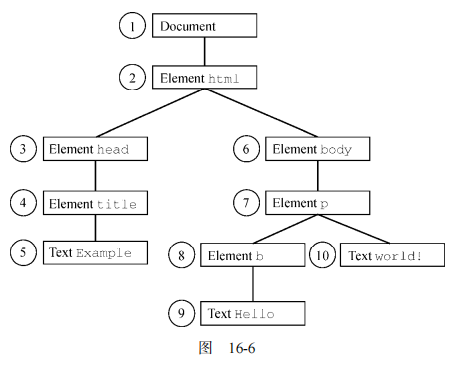 1 Document
2 Element html
3 Element head
6 Element body
4 Element title
7 Element p
5 Text Example
8 Element b
10 Text world!
9 Text Hello
图 16-6